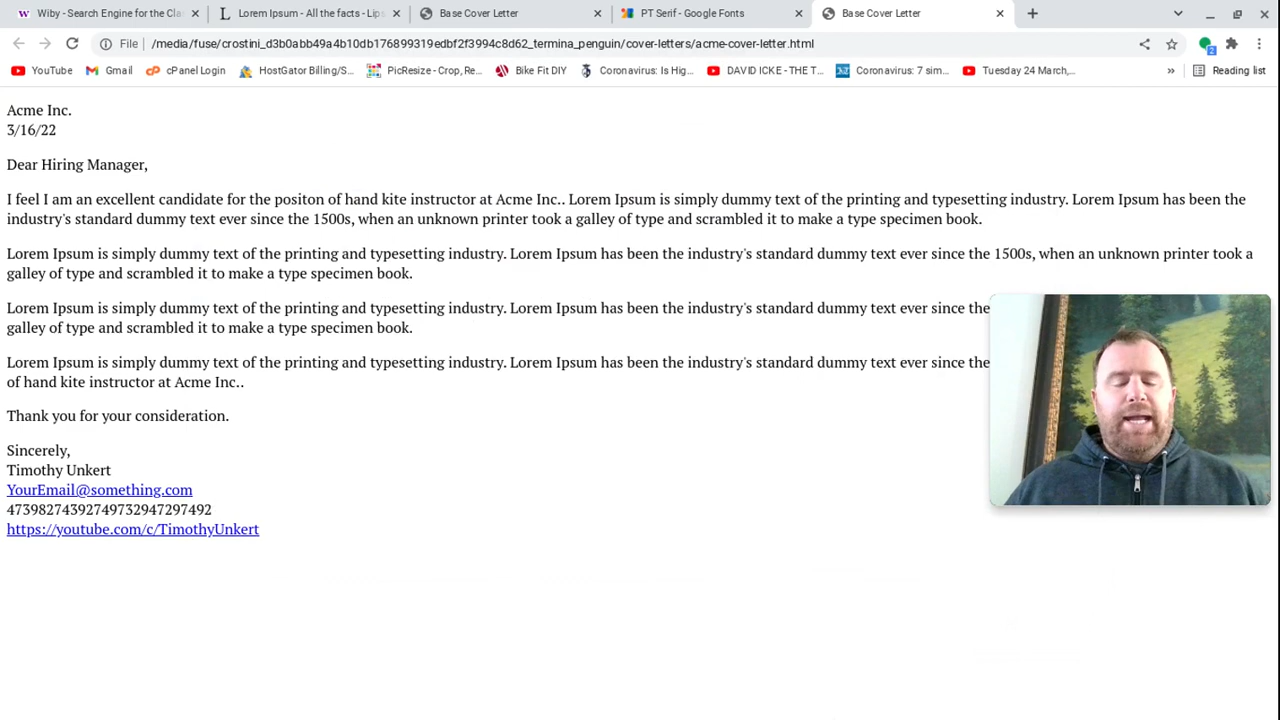 Wiby - Search Engine for the Cla
Lorem Ipsum - All the facts - Lips
Base Cover Letter
PT Serif - Google Fonts
Base Cover Letter
File
/media/fuse/crostini_d3b0abb49a4b10db176899319edbf2f3994c8d62_termina_penguin/cover-letters/acme-cover-letter.html
2
YouTube
Gmail
cPanel Login
HostGator Billing/S...
PicResize - Crop, Re...
Bike Fit DIY
Coronavirus: Is Hig...
DAVID ICKE - THE T...
Coronavirus: 7 sim...
Tuesday 24 March,...
»
Reading list
Acme Inc.
3/16/22
Dear Hiring Manager,
I feel I am an excellent candidate for the positon of hand kite instructor at Acme Inc.. Lorem Ipsum is simply dummy text of the printing and typesetting industry. Lorem Ipsum has been the
industry's standard dummy text ever since the 1500s, when an unknown printer took a galley of type and scrambled it to make a type specimen book.
Lorem Ipsum is simply dummy text of the printing and typesetting industry. Lorem Ipsum has been the industry's standard dummy text ever since the 1500s, when an unknown printer took a
galley of type and scrambled it to make a type specimen book.
Lorem Ipsum is simply dummy text of the printing and typesetting industry. Lorem Ipsum has been the industry's standard dummy text ever since the
galley of type and scrambled it to make a type specimen book.
Lorem Ipsum is simply dummy text of the printing and typesetting industry. Lorem Ipsum has been the industry's standard dummy text ever since the
of hand kite instructor at Acme Inc..
Thank you for your consideration.
Sincerely,
Timothy Unkert
YourEmail@something.com
47398274392749732947297492
https://youtube.com/c/TimothyUnkert